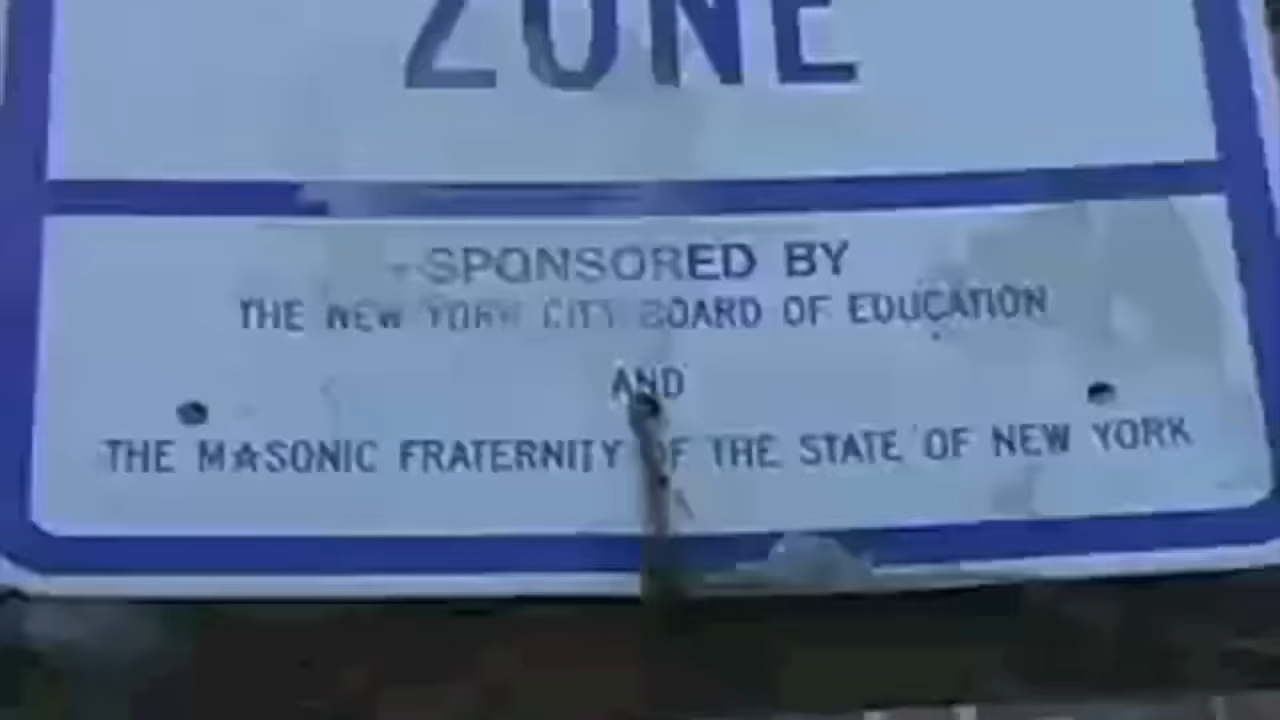 ZONE
SPONSORED BY
THE NEW YORK CITY BOARD OF EDUCATION
AND
THE MASONIC FRATERNITY OF THE STATE OF NEW YORK